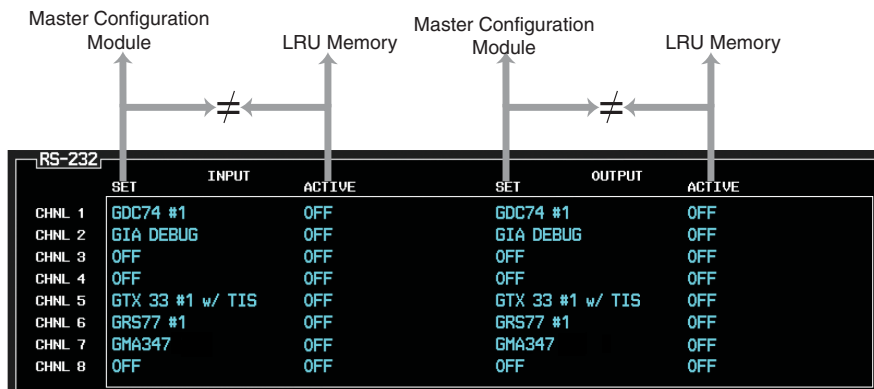 Master Configuration Module LRU Memory Master Configuration Module LRU Memory
≠ ≠
RS-232
INPUT OUTPUT
SET ACTIVE SET ACTIVE
CHNL 1 GDC74 #1 OFF GDC74 #1 OFF
CHNL 2 GIA DEBUG OFF GIA DEBUG OFF
CHNL 3 OFF OFF OFF OFF
CHNL 4 OFF OFF OFF OFF
CHNL 5 GTX 33 #1 w/ TIS OFF GTX 33 #1 w/ TIS OFF
CHNL 6 GRS77 #1 OFF GRS77 #1 OFF
CHNL 7 GMA347 OFF GMA347 OFF
CHNL 8 OFF OFF OFF OFF